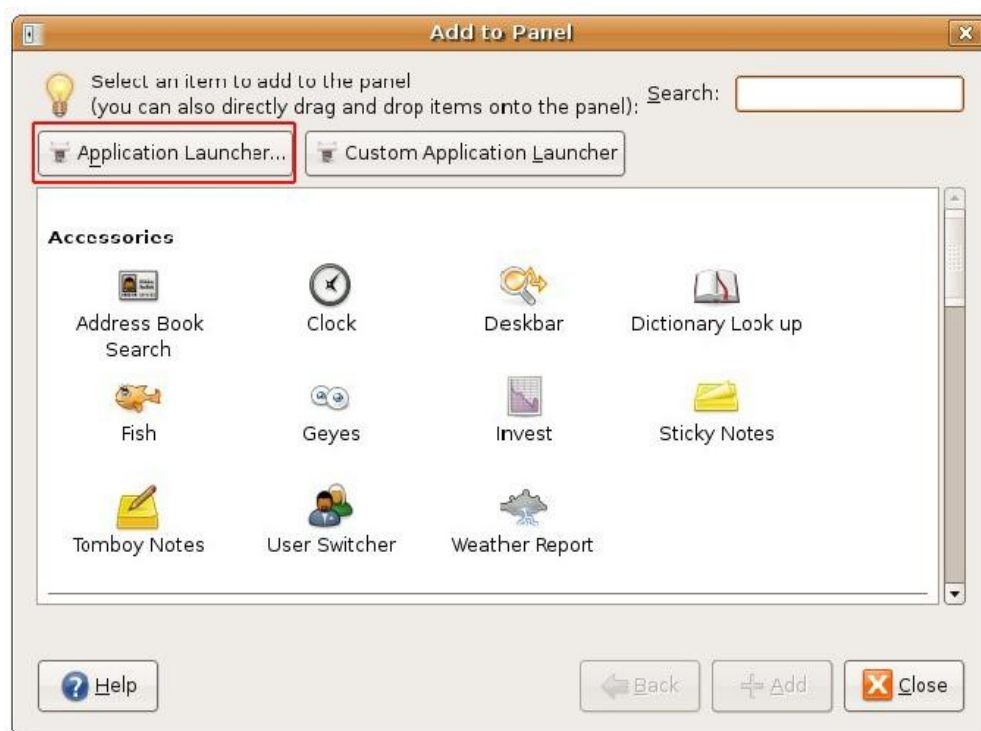 Add to Panel
Select an item to add to the panel
(you can also directly drag and drop items onto the panel):
Search:
Application Launcher...
Custom Application Launcher
Accessories
Address Book
Search
Clock
Deskbar
Dictionary Look up
Fish
Geyes
Invest
Sticky Notes
Tomboy Notes
User Switcher
Weather Report
Help
Back
Add
Close